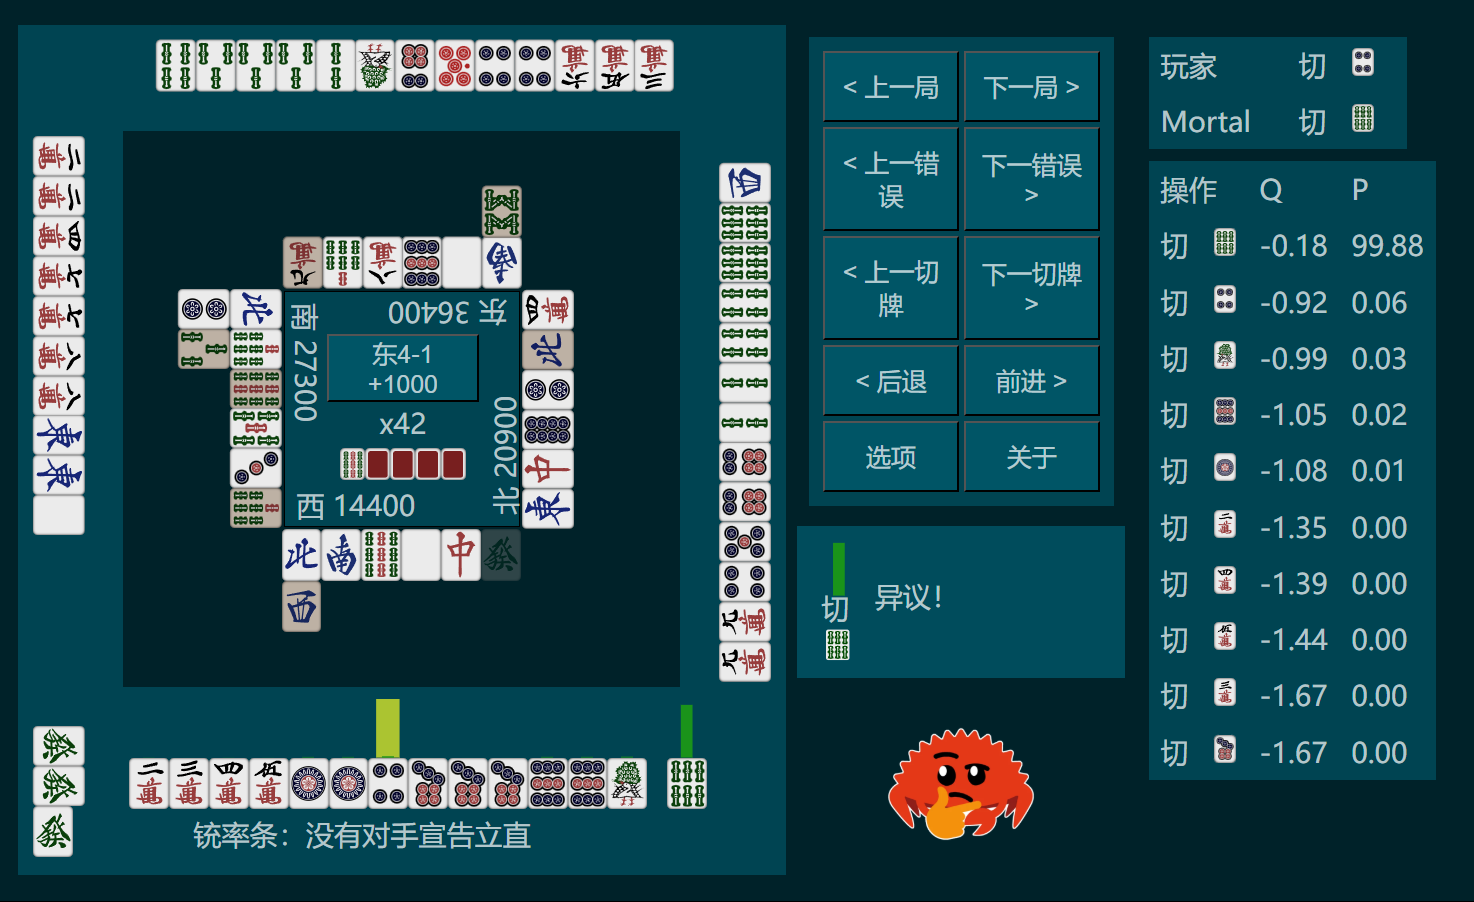 < 上一局
下一局 >
< 上一错
误
下一错误
>
< 上一切
牌
下一切牌
>
< 后退
前进 >
选项
关于
玩家 切
Mortal 切
操作 Q P
切 -0.18 99.88
切 -0.92 0.06
切 -0.99 0.03
切 -1.05 0.02
切 -1.08 0.01
切 -1.35 0.00
切 -1.39 0.00
切 -1.44 0.00
切 -1.67 0.00
切 -1.67 0.00
切
异议！
东 36400
南 27300
东4-1
+1000
x42
北 20900
西 14400
铳率条：没有对手宣告立直